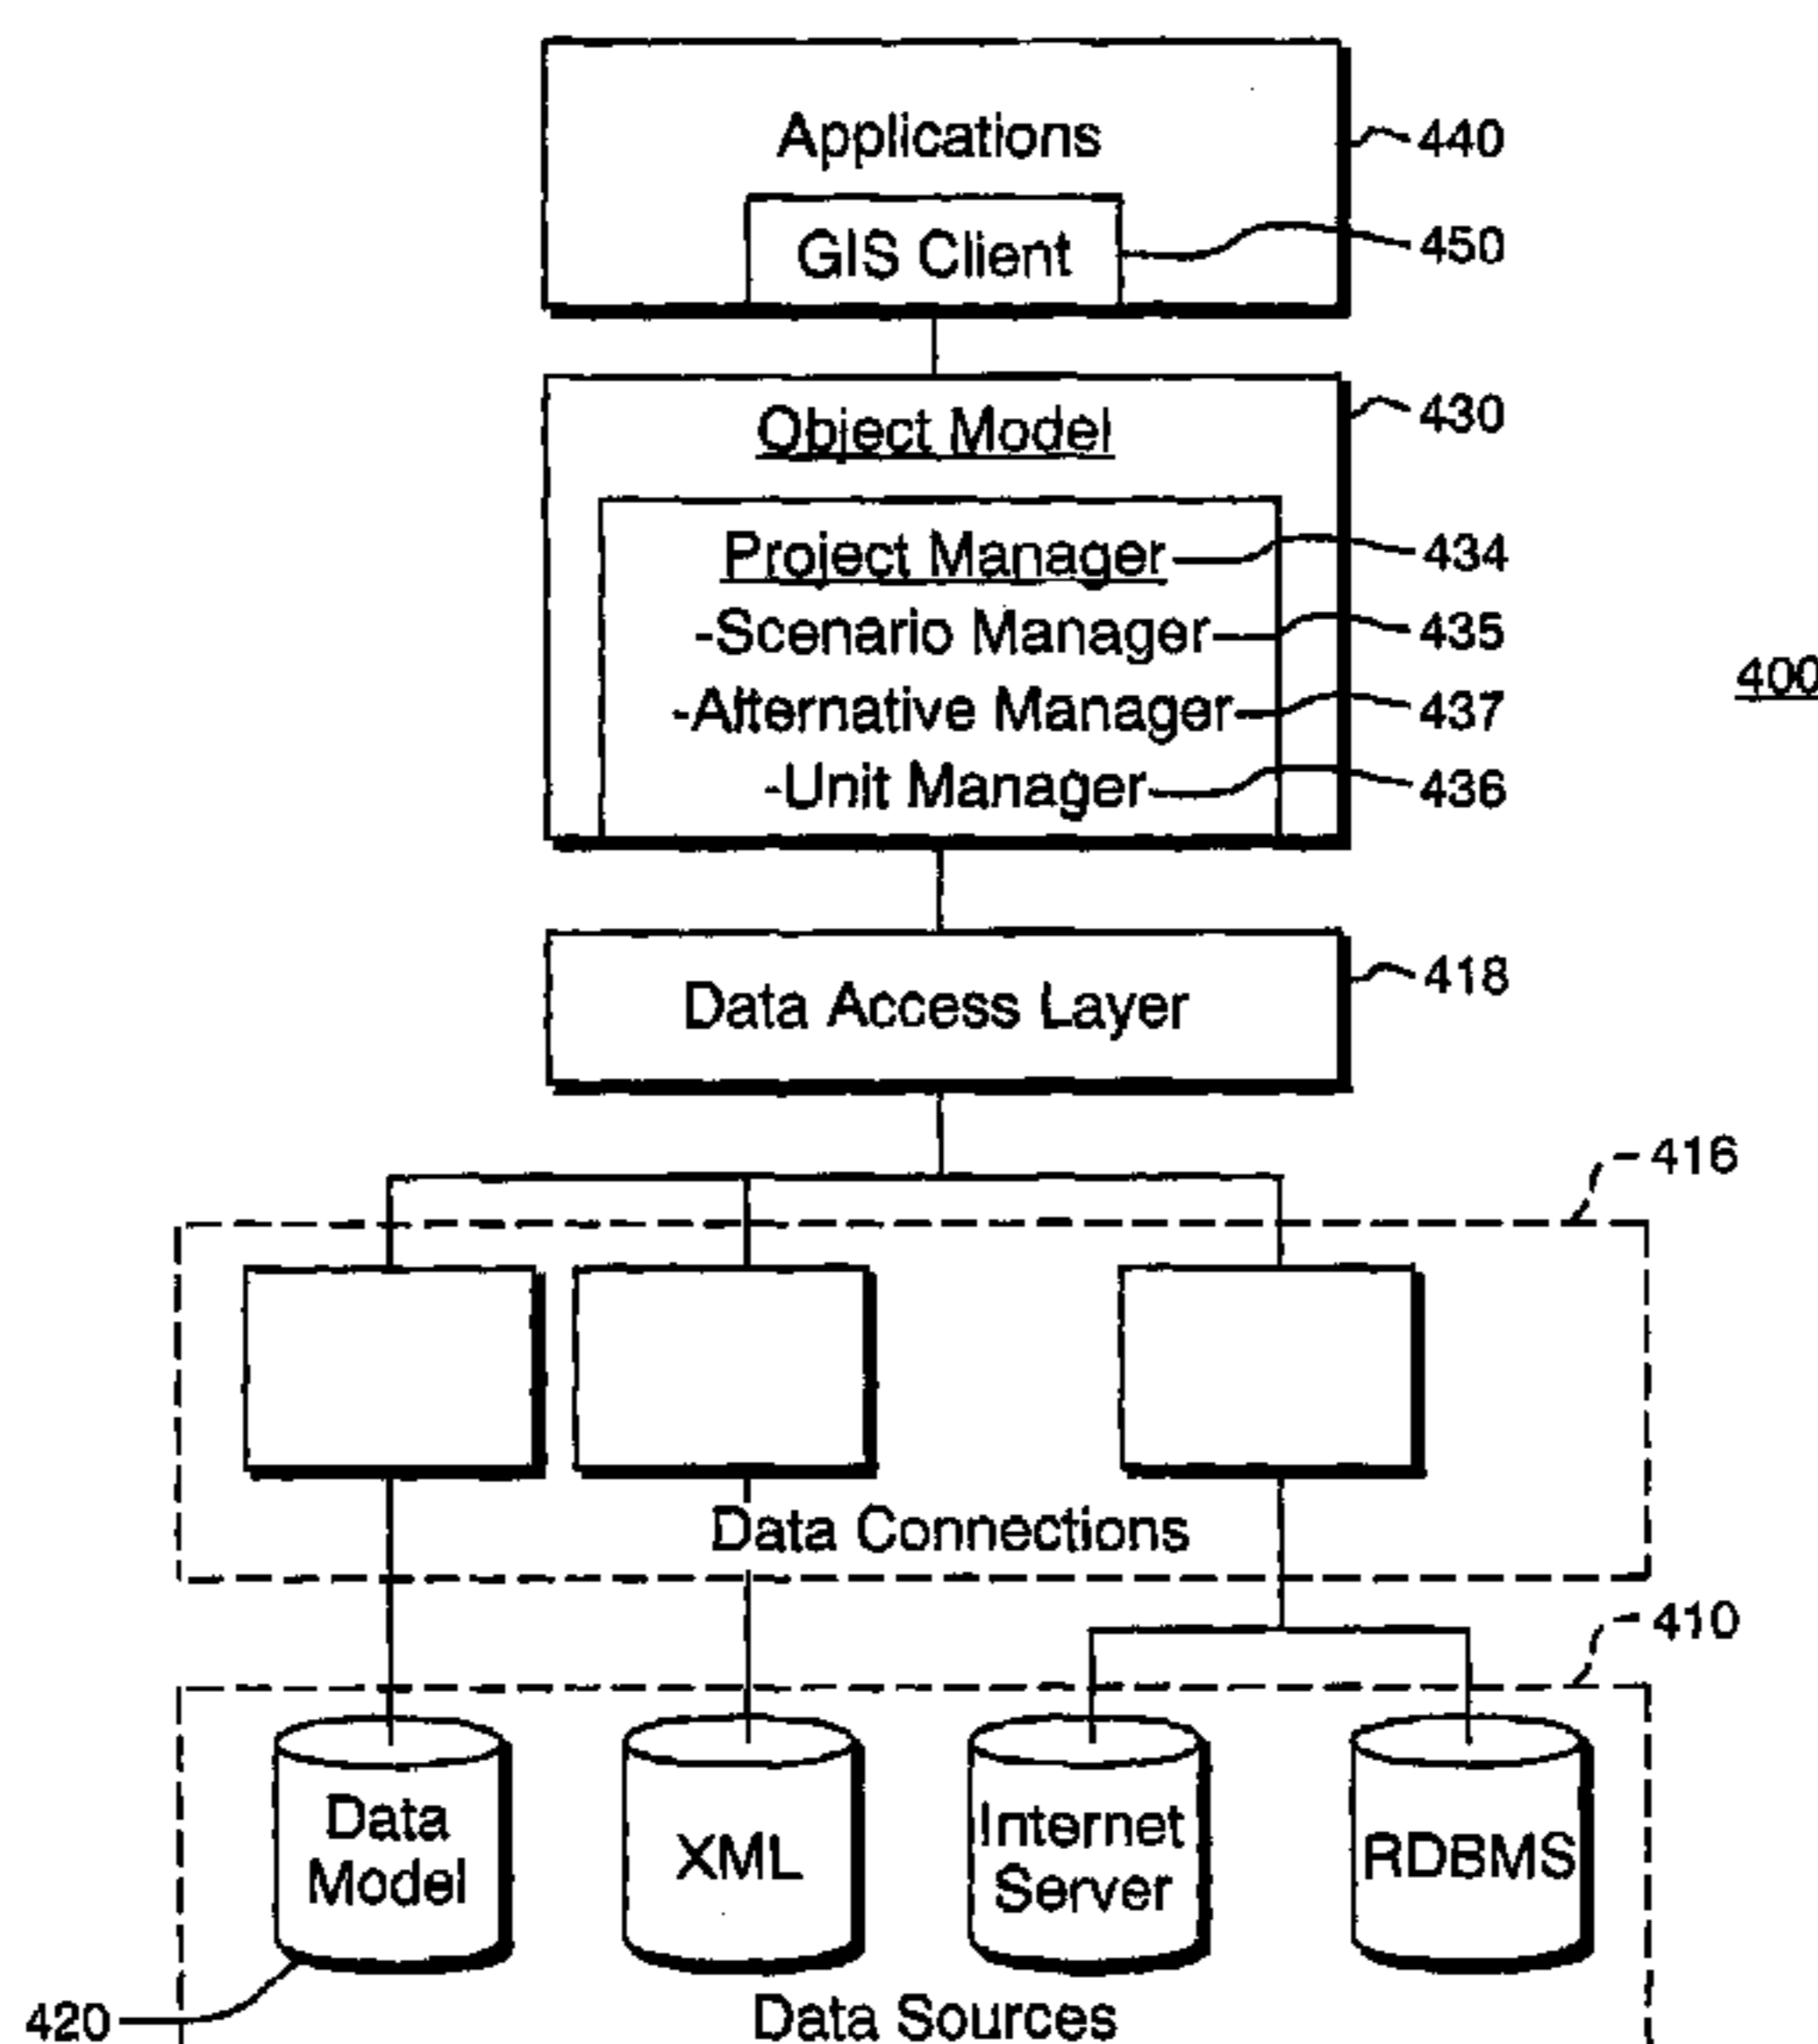 Applications
440
GIS Client
450
Object Model
430
Project Manager
434
-Scenario Manager
435
400
-Alternative Manager
437
-Unit Manager
436
Data Access Layer
418
416
Data Connections
410
Data
Model
XML
Internet
Server
RDBMS
420
Data Sources